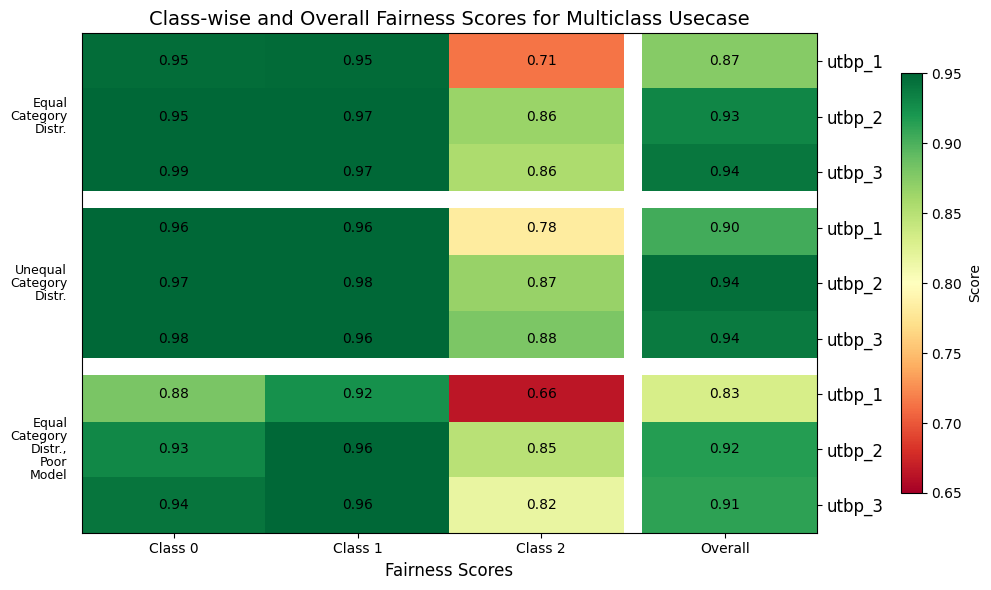 Class-wise and Overall Fairness Scores for Multiclass Usecase
0.95 0.95 0.71 0.87 utbp_1
Equal
Category
Distr.
0.95 0.97 0.86 0.93 utbp_2
0.99 0.97 0.86 0.94 utbp_3
0.96 0.96 0.78 0.90 utbp_1
Unequal
Category
Distr.
0.97 0.98 0.87 0.94 utbp_2
0.98 0.96 0.88 0.94 utbp_3
0.88 0.92 0.66 0.83 utbp_1
Equal
Category
Distr.,
Poor
Model
0.93 0.96 0.85 0.92 utbp_2
0.94 0.96 0.82 0.91 utbp_3
Class 0 Class 1 Class 2 Overall
Fairness Scores
0.95
0.90
0.85
0.80
0.75
0.70
0.65
Score